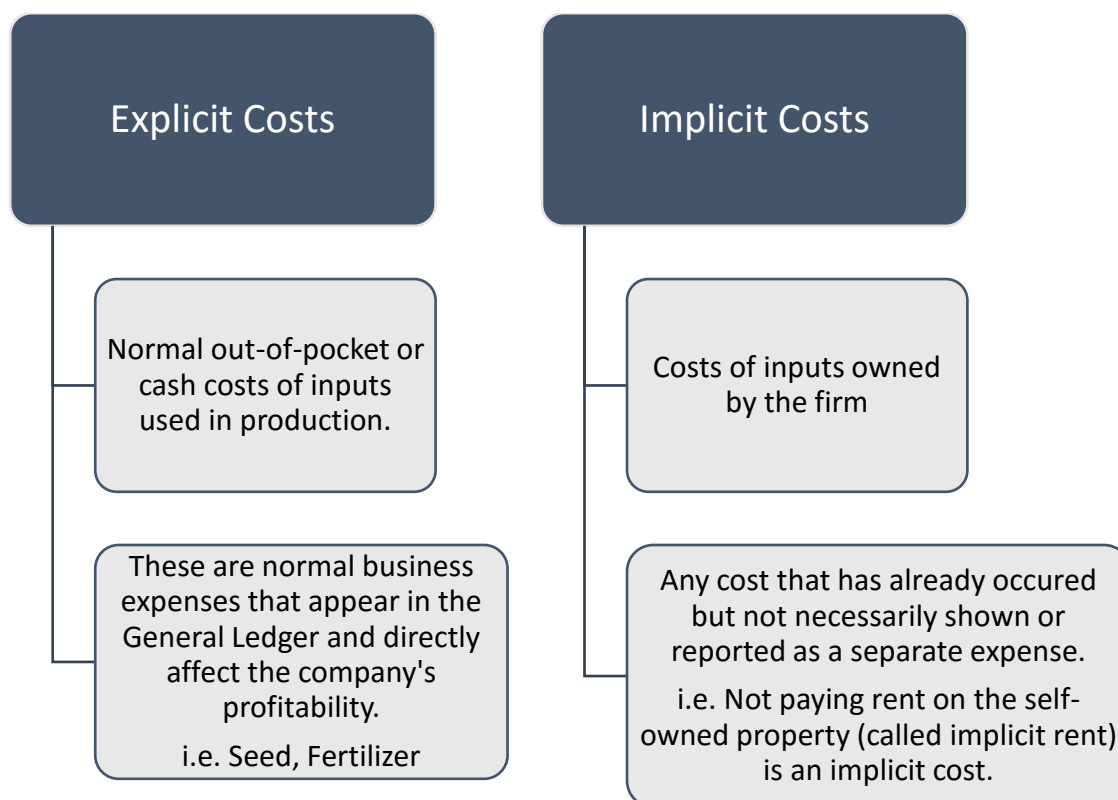 Explicit Costs
Normal out-of-pocket or
cash costs of inputs
used in production.
These are normal business
expenses that appear in the
General Ledger and directly
affect the company's
profitability.
i.e. Seed, Fertilizer
Implicit Costs
Costs of inputs owned
by the firm
Any cost that has already occured
but not necessarily shown or
reported as a separate expense.
i.e. Not paying rent on the self-
owned property (called implicit rent)
is an implicit cost.